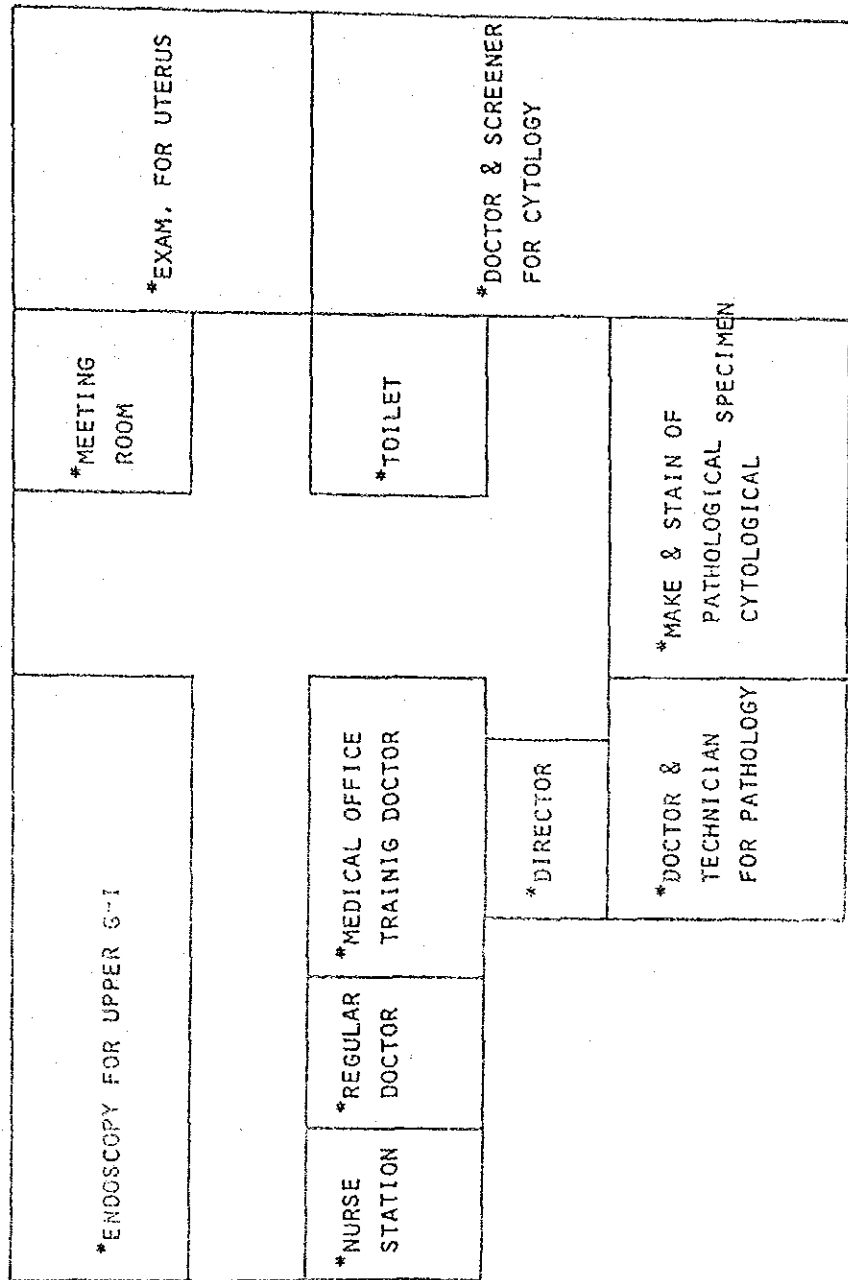 *ENDOSCOPY FOR UPPER G-I
*MEETING
ROOM
*EXAM. FOR UTERUS
*NURSE
STATION
*REGULAR
DOCTOR
*MEDICAL OFFICE
TRAINIG DOCTOR
*TOILET
*DOCTOR & SCREENER
FOR CYTOLOGY
*DIRECTOR
*DOCTOR &
TECHNICIAN
FOR PATHOLOGY
*MAKE & STAIN OF
PATHOLOGICAL SPECIMEN
CYTOLOGICAL